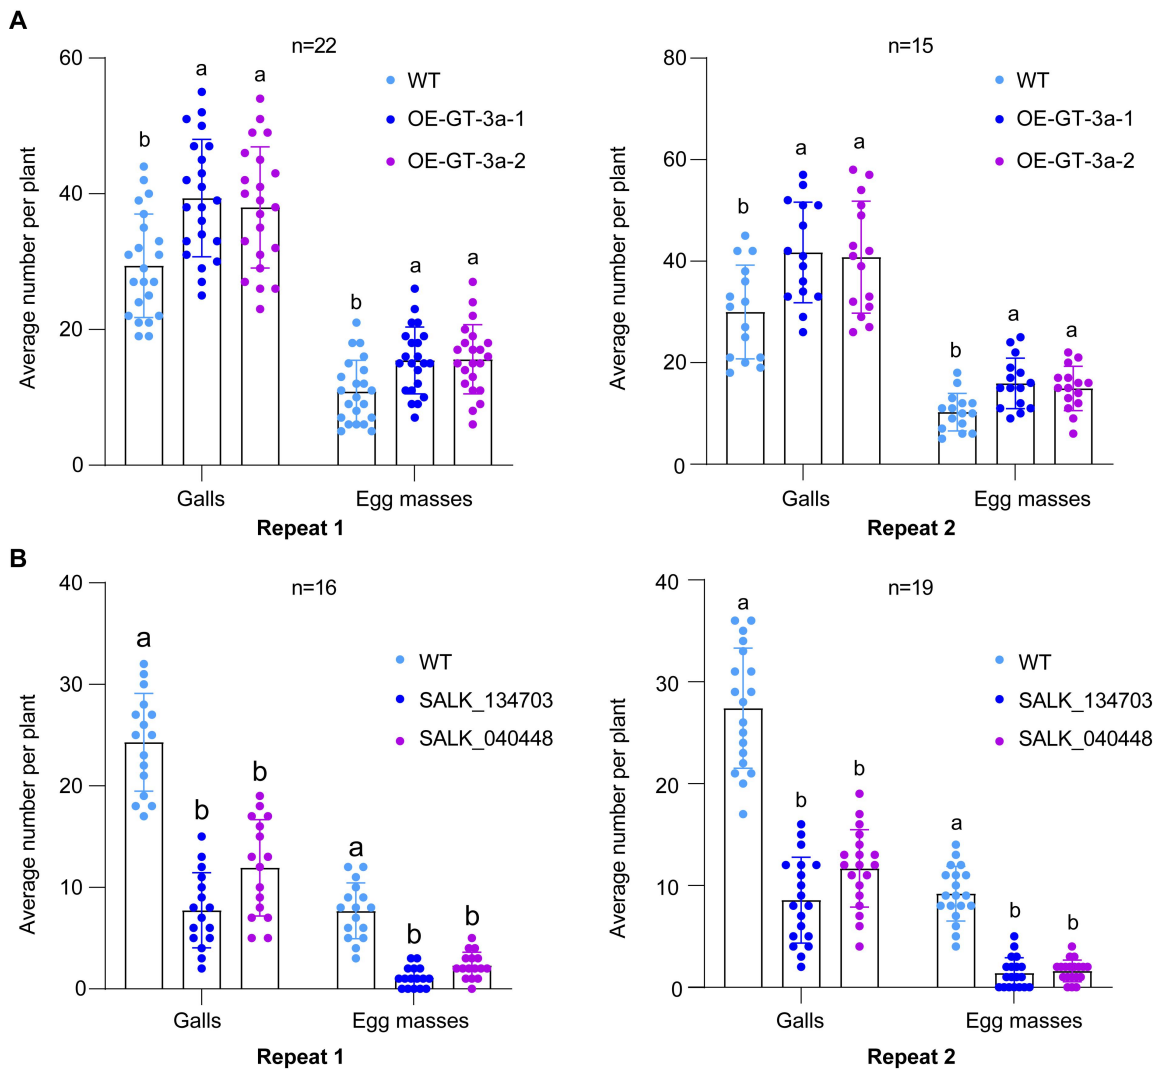 A
n=22
WT
OE-GT-3a-1
OE-GT-3a-2
Average number per plant
60
40
20
0
b
a
a
b
a
a
Galls
Egg masses
Repeat 1
n=15
WT
OE-GT-3a-1
OE-GT-3a-2
Average number per plant
80
60
40
20
0
b
a
a
b
a
a
Galls
Egg masses
Repeat 2
B
n=16
WT
SALK_134703
SALK_040448
Average number per plant
40
30
20
10
0
a
b
b
a
b
b
Galls
Egg masses
Repeat 1
n=19
WT
SALK_134703
SALK_040448
Average number per plant
40
30
20
10
0
a
b
b
a
b
b
Galls
Egg masses
Repeat 2